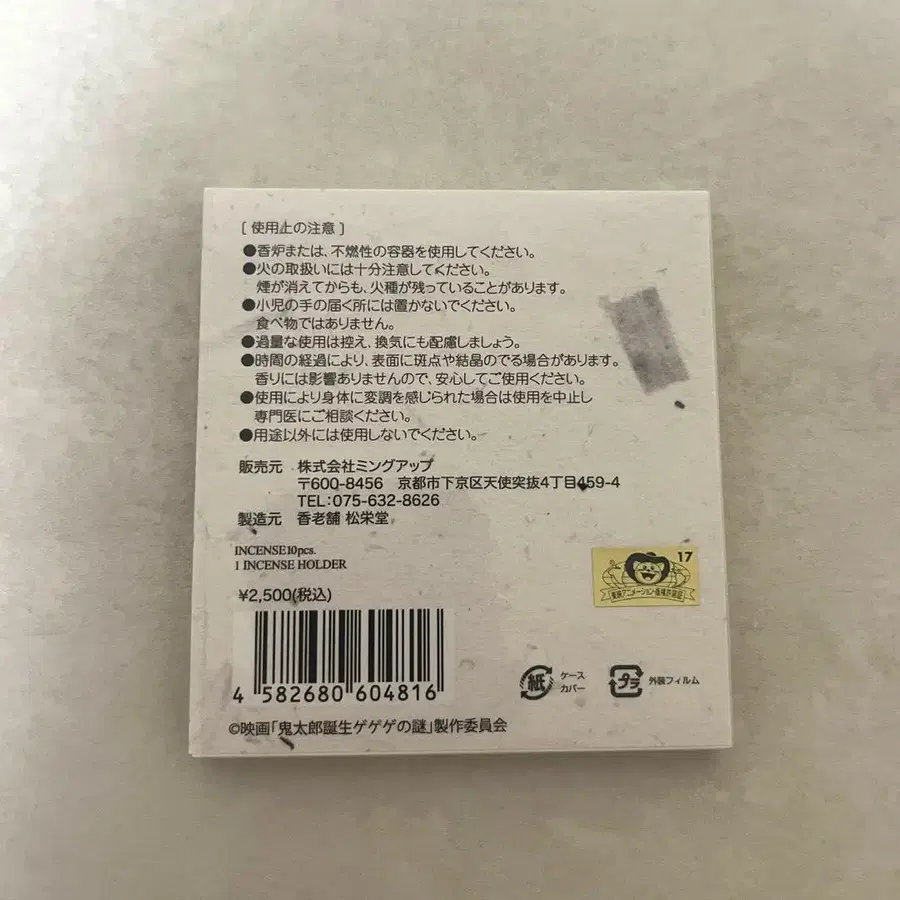 [ 使用上の注意 ]
●香炉または、不燃性の容器を使用してください。
●火の取扱いには十分注意してください。
煙が消えてからも、火種が残っていることがあります。
●小児の手の届く所には置かないでください。
食べ物ではありません。
●過量な使用は控え、換気にも配慮しましょう。
●時間の経過により、表面に斑点や結晶のでる場合があります。
香りには影響ありませんので、安心してご使用ください。
●使用により身体に変調を感じられた場合は使用を中止し
専門医にご相談ください。
●用途以外には使用しないでください。
販売元 株式会社ミングアップ
〒600-8456 京都市下京区天使突抜4丁目459-4
TEL:075-632-8626
製造元 香老舗 松栄堂
INCENSE10pcs.
1 INCENSE HOLDER
17
東映アニメーション版権許諾証
¥2,500(税込)
4 582680 604816
紙 ケース
カバー
プラ 外装フィルム
©映画「鬼太郎誕生ゲゲゲの謎」製作委員会